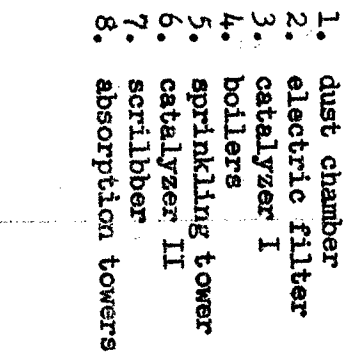 1. dust chamber
2. electric filter
3. catalyzer I
4. boilers
5. sprinkling tower
6. catalyzer II
7. scribber
8. absorption towers